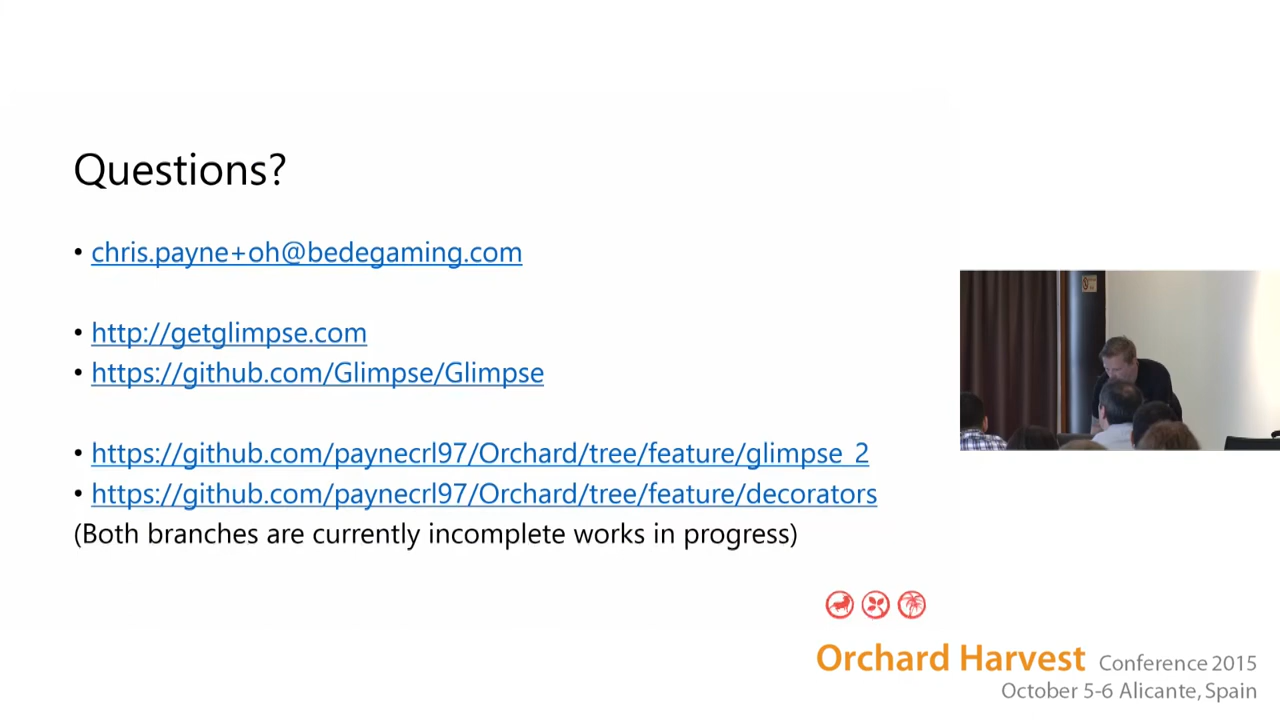 Questions?
• chris.payne+oh@bedegaming.com
• http://getglimpse.com
• https://github.com/Glimpse/Glimpse
• https://github.com/paynecrl97/Orchard/tree/feature/glimpse_2
• https://github.com/paynecrl97/Orchard/tree/feature/decorators
(Both branches are currently incomplete works in progress)
Orchard Harvest Conference 2015
October 5-6 Alicante, Spain